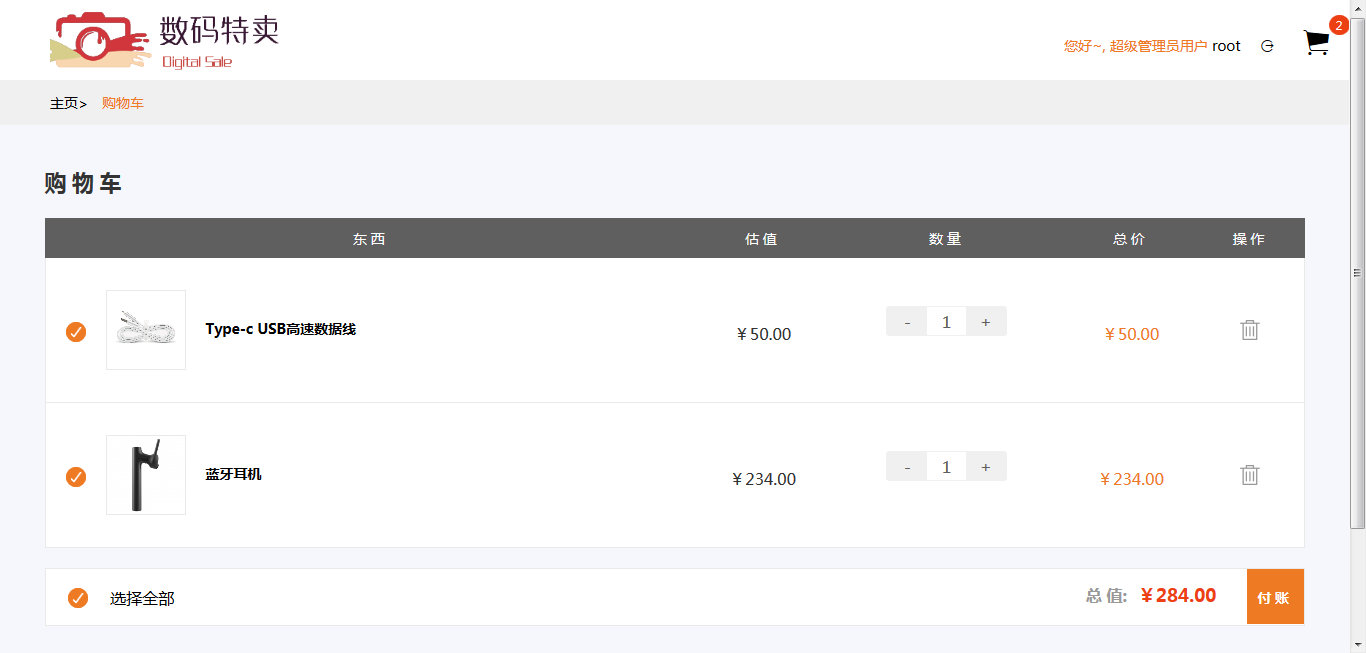 数码特卖
Digital Sale
您好~, 超级管理员用户 root
2
主页> 购物车
购物车
东西 估值 数量 总价 操作
Type-c USB高速数据线 ￥50.00 - 1 + ￥50.00
蓝牙耳机 ￥234.00 - 1 + ￥234.00
选择全部 总值: ￥284.00 付账